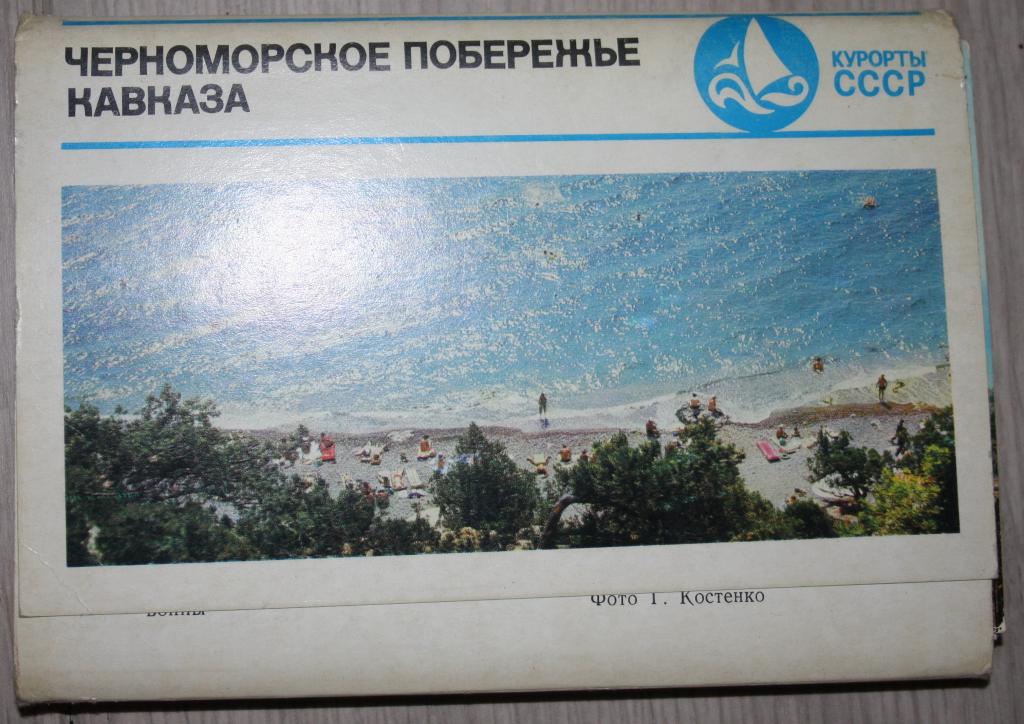 ЧЕРНОМОРСКОЕ ПОБЕРЕЖЬЕ
КАВКАЗА
КУРОРТЫ
СССР
Фото Г. Костенко